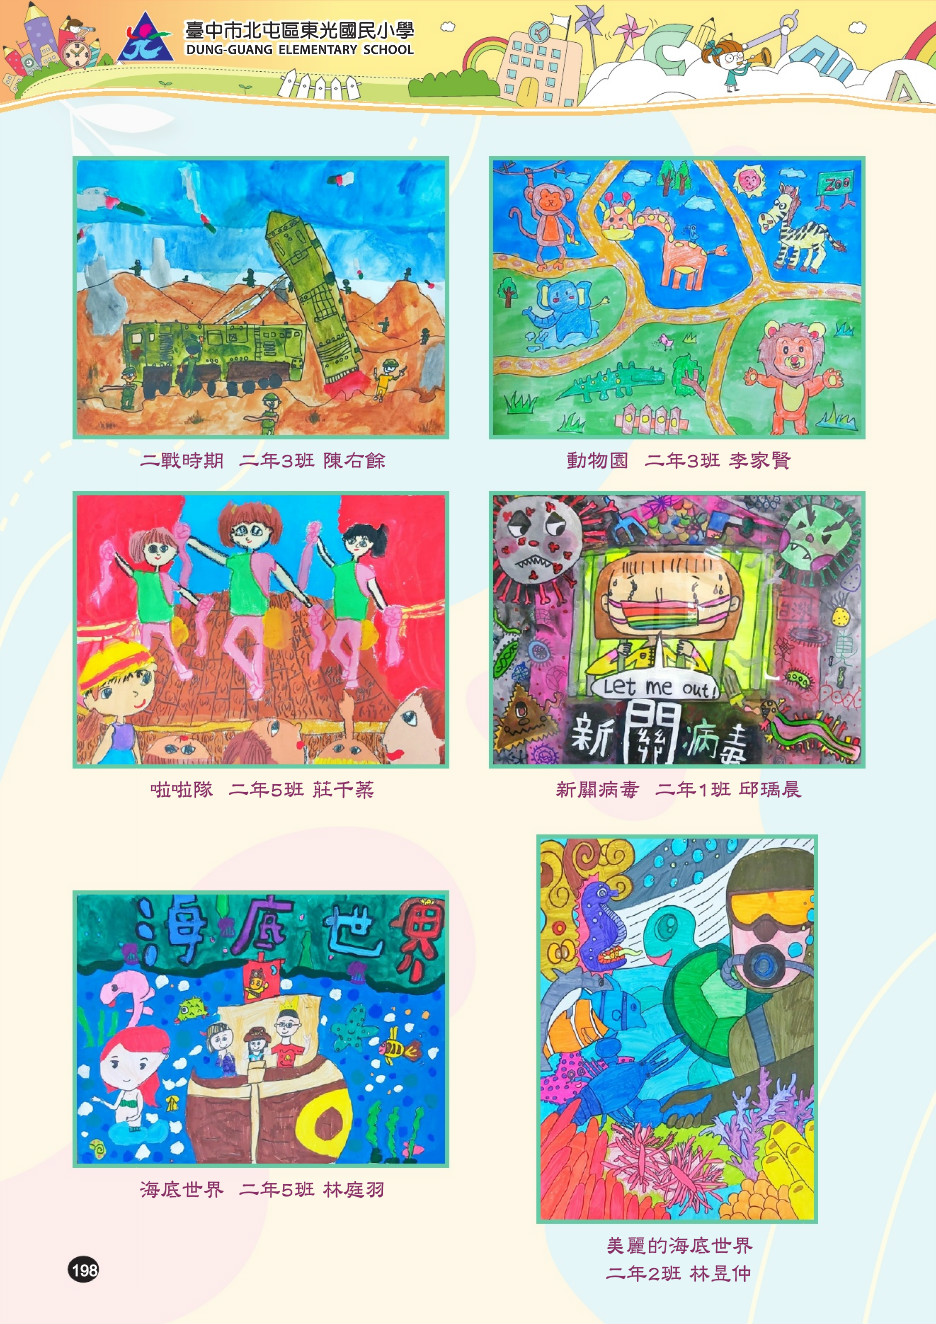 臺中市北屯區東光國民小學
DUNG-GUANG ELEMENTARY SCHOOL
ZOO
二戰時期 二年3班 陳右餘
動物園 二年3班 李家賢
Let me out!
新關病毒
啦啦隊 二年5班 莊千蕠
新關病毒 二年1班 邱瑀晨
海底世界
海底世界 二年5班 林庭羽
美麗的海底世界
二年2班 林昱仲
198